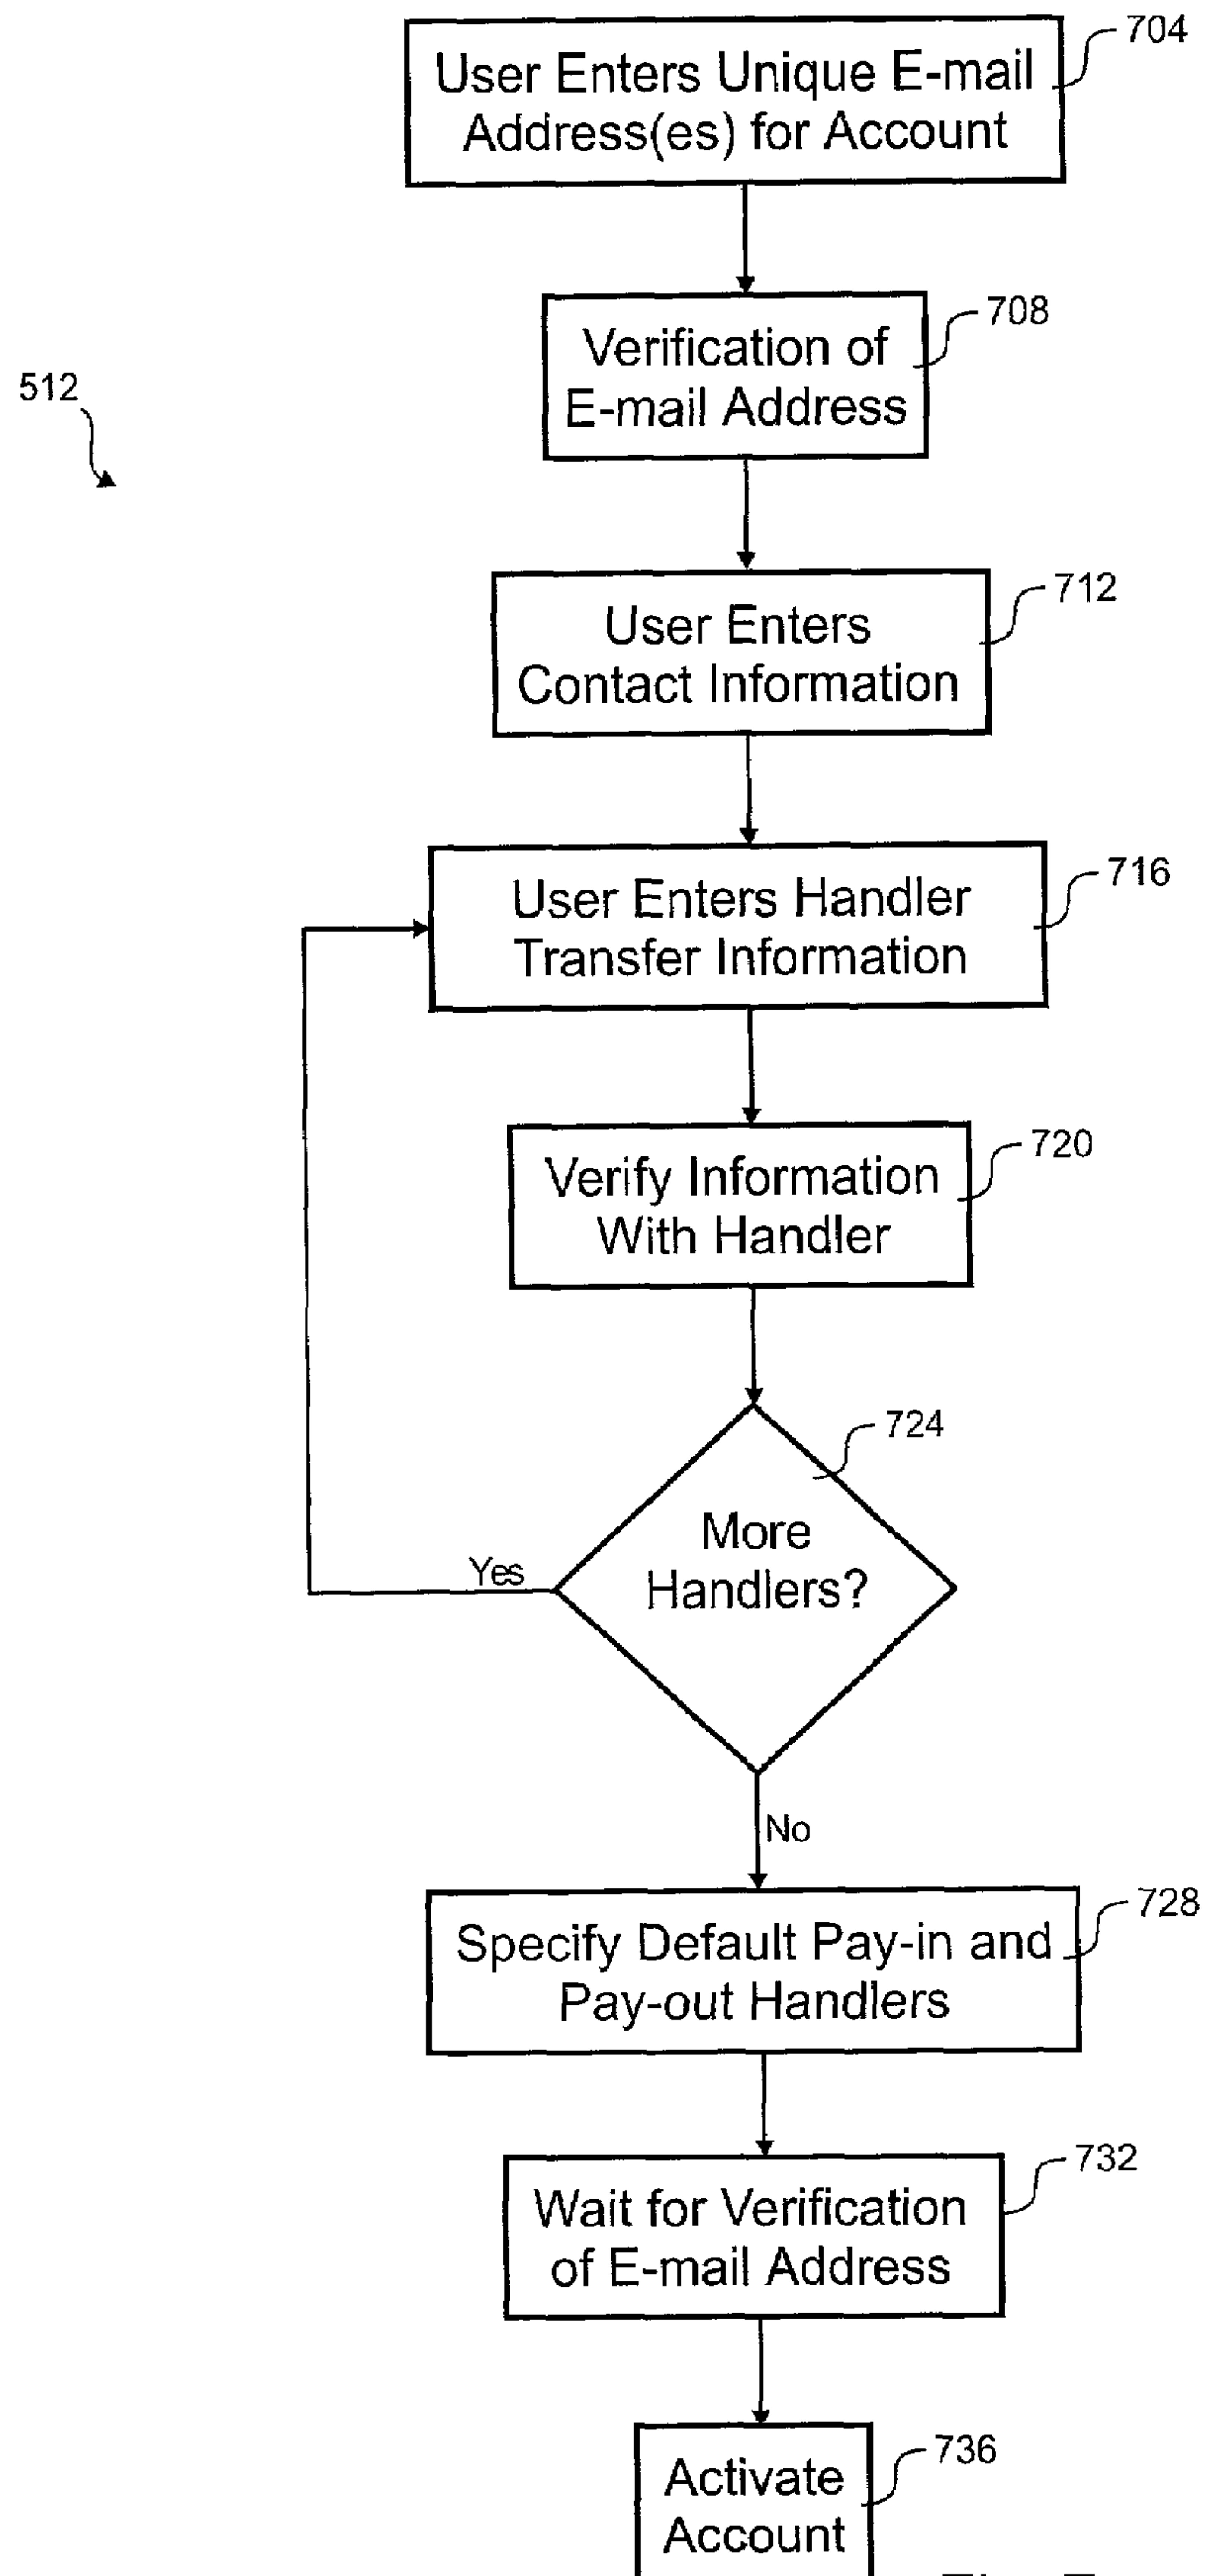 704
User Enters Unique E-mail
Address(es) for Account
708
Verification of
E-mail Address
512
712
User Enters
Contact Information
716
User Enters Handler
Transfer Information
720
Verify Information
With Handler
724
More
Handlers?
Yes
No
728
Specify Default Pay-in and
Pay-out Handlers
732
Wait for Verification
of E-mail Address
736
Activate
Account